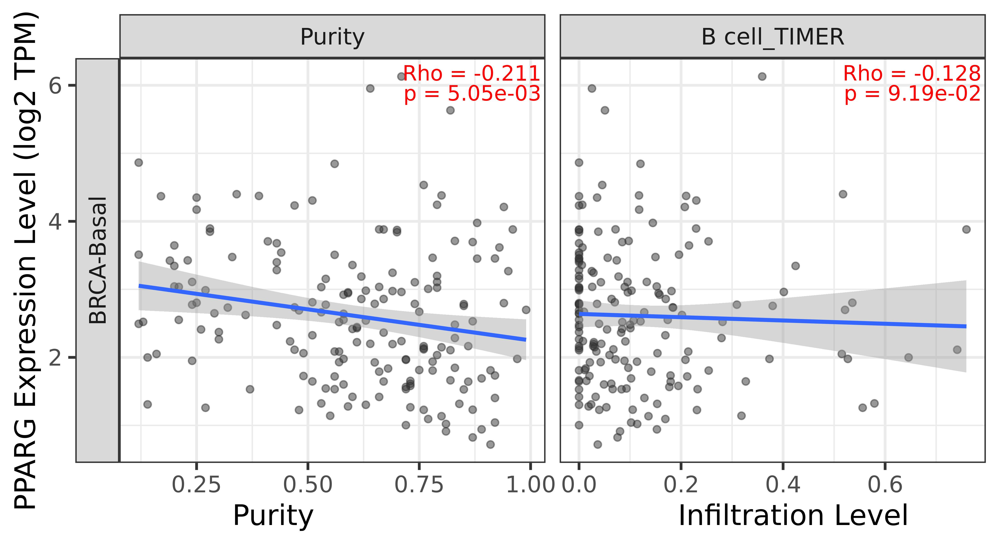 Purity
B cell_TIMER
PPARG Expression Level (log2 TPM)
BRCA-Basal
Rho = -0.211
p = 5.05e-03
Rho = -0.128
p = 9.19e-02
6
4
2
0.25 0.50 0.75 1.00
0.0 0.2 0.4 0.6
Purity
Infiltration Level